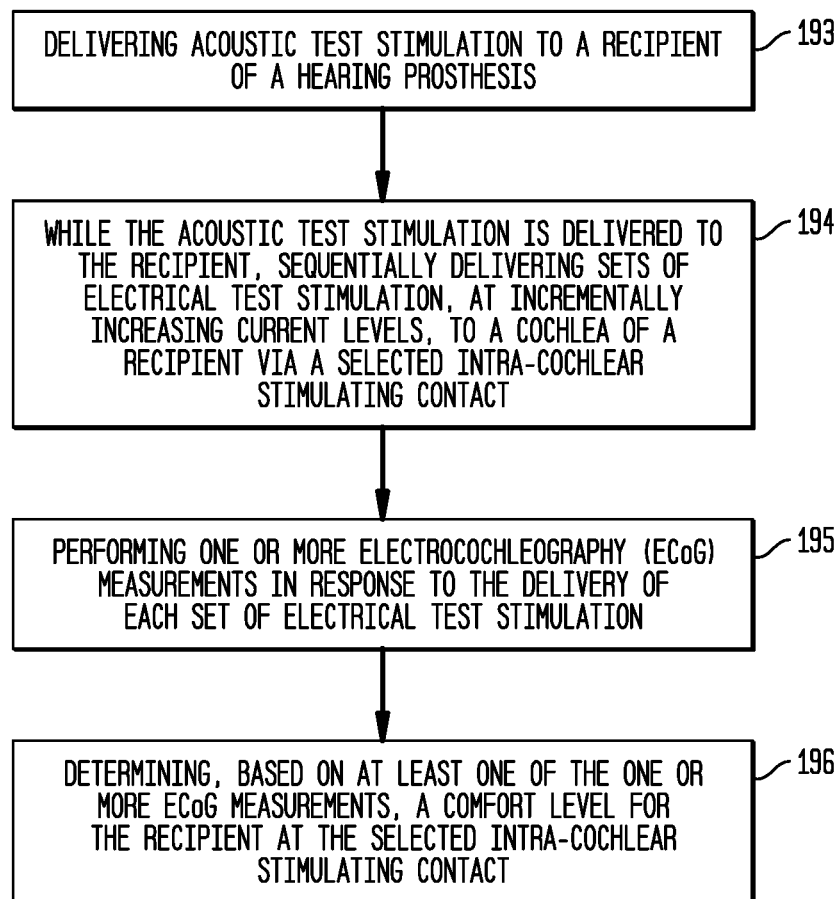 DELIVERING ACOUSTIC TEST STIMULATION TO A RECIPIENT
OF A HEARING PROSTHESIS
193
WHILE THE ACOUSTIC TEST STIMULATION IS DELIVERED TO
THE RECIPIENT, SEQUENTIALLY DELIVERING SETS OF
ELECTRICAL TEST STIMULATION, AT INCREMENTALLY
INCREASING CURRENT LEVELS, TO A COCHLEA OF A
RECIPIENT VIA A SELECTED INTRA-COCHLEAR
STIMULATING CONTACT
194
PERFORMING ONE OR MORE ELECTROCOCHLEOGRAPHY (ECoG)
MEASUREMENTS IN RESPONSE TO THE DELIVERY OF
EACH SET OF ELECTRICAL TEST STIMULATION
195
DETERMINING, BASED ON AT LEAST ONE OF THE ONE OR
MORE ECoG MEASUREMENTS, A COMFORT LEVEL FOR
THE RECIPIENT AT THE SELECTED INTRA-COCHLEAR
STIMULATING CONTACT
196